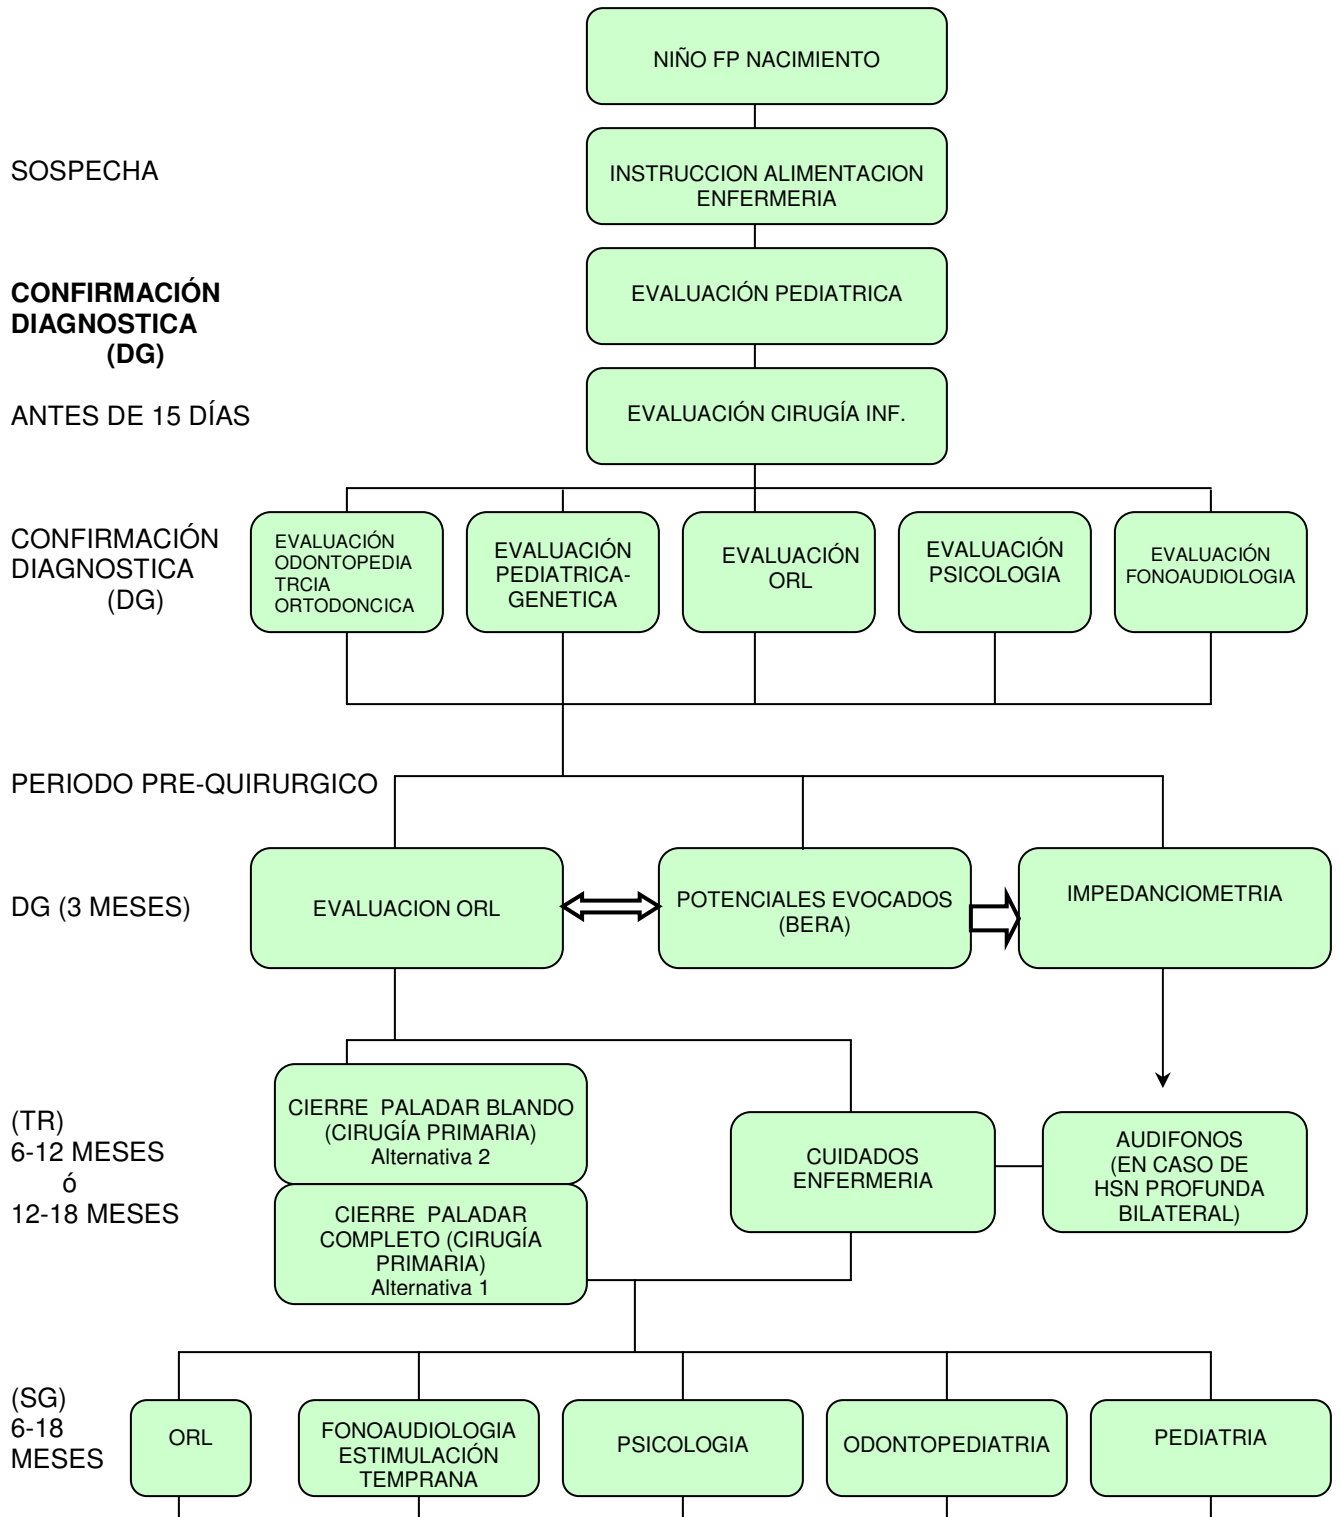 NIÑO FP NACIMIENTO
SOSPECHA
INSTRUCCION ALIMENTACION
ENFERMERIA
CONFIRMACIÓN
DIAGNOSTICA
(DG)
EVALUACIÓN PEDIATRICA
ANTES DE 15 DÍAS
EVALUACIÓN CIRUGÍA INF.
CONFIRMACIÓN
DIAGNOSTICA
(DG)
EVALUACIÓN
ODONTOPEDIA
TRCIA
ORTODONCICA
EVALUACIÓN
PEDIATRICA-
GENETICA
EVALUACIÓN
ORL
EVALUACIÓN
PSICOLOGIA
EVALUACIÓN
FONOAUDIOLOGIA
PERIODO PRE-QUIRURGICO
DG (3 MESES)
EVALUACION ORL
POTENCIALES EVOCADOS
(BERA)
IMPEDANCIOMETRIA
(TR)
6-12 MESES
ó
12-18 MESES
CIERRE PALADAR BLANDO
(CIRUGÍA PRIMARIA)
Alternativa 2
CIERRE PALADAR
COMPLETO (CIRUGÍA
PRIMARIA)
Alternativa 1
CUIDADOS
ENFERMERIA
AUDIFONOS
(EN CASO DE
HSN PROFUNDA
BILATERAL)
(SG)
6-18
MESES
ORL
FONOAUDIOLOGIA
ESTIMULACIÓN
TEMPRANA
PSICOLOGIA
ODONTOPEDIATRIA
PEDIATRIA